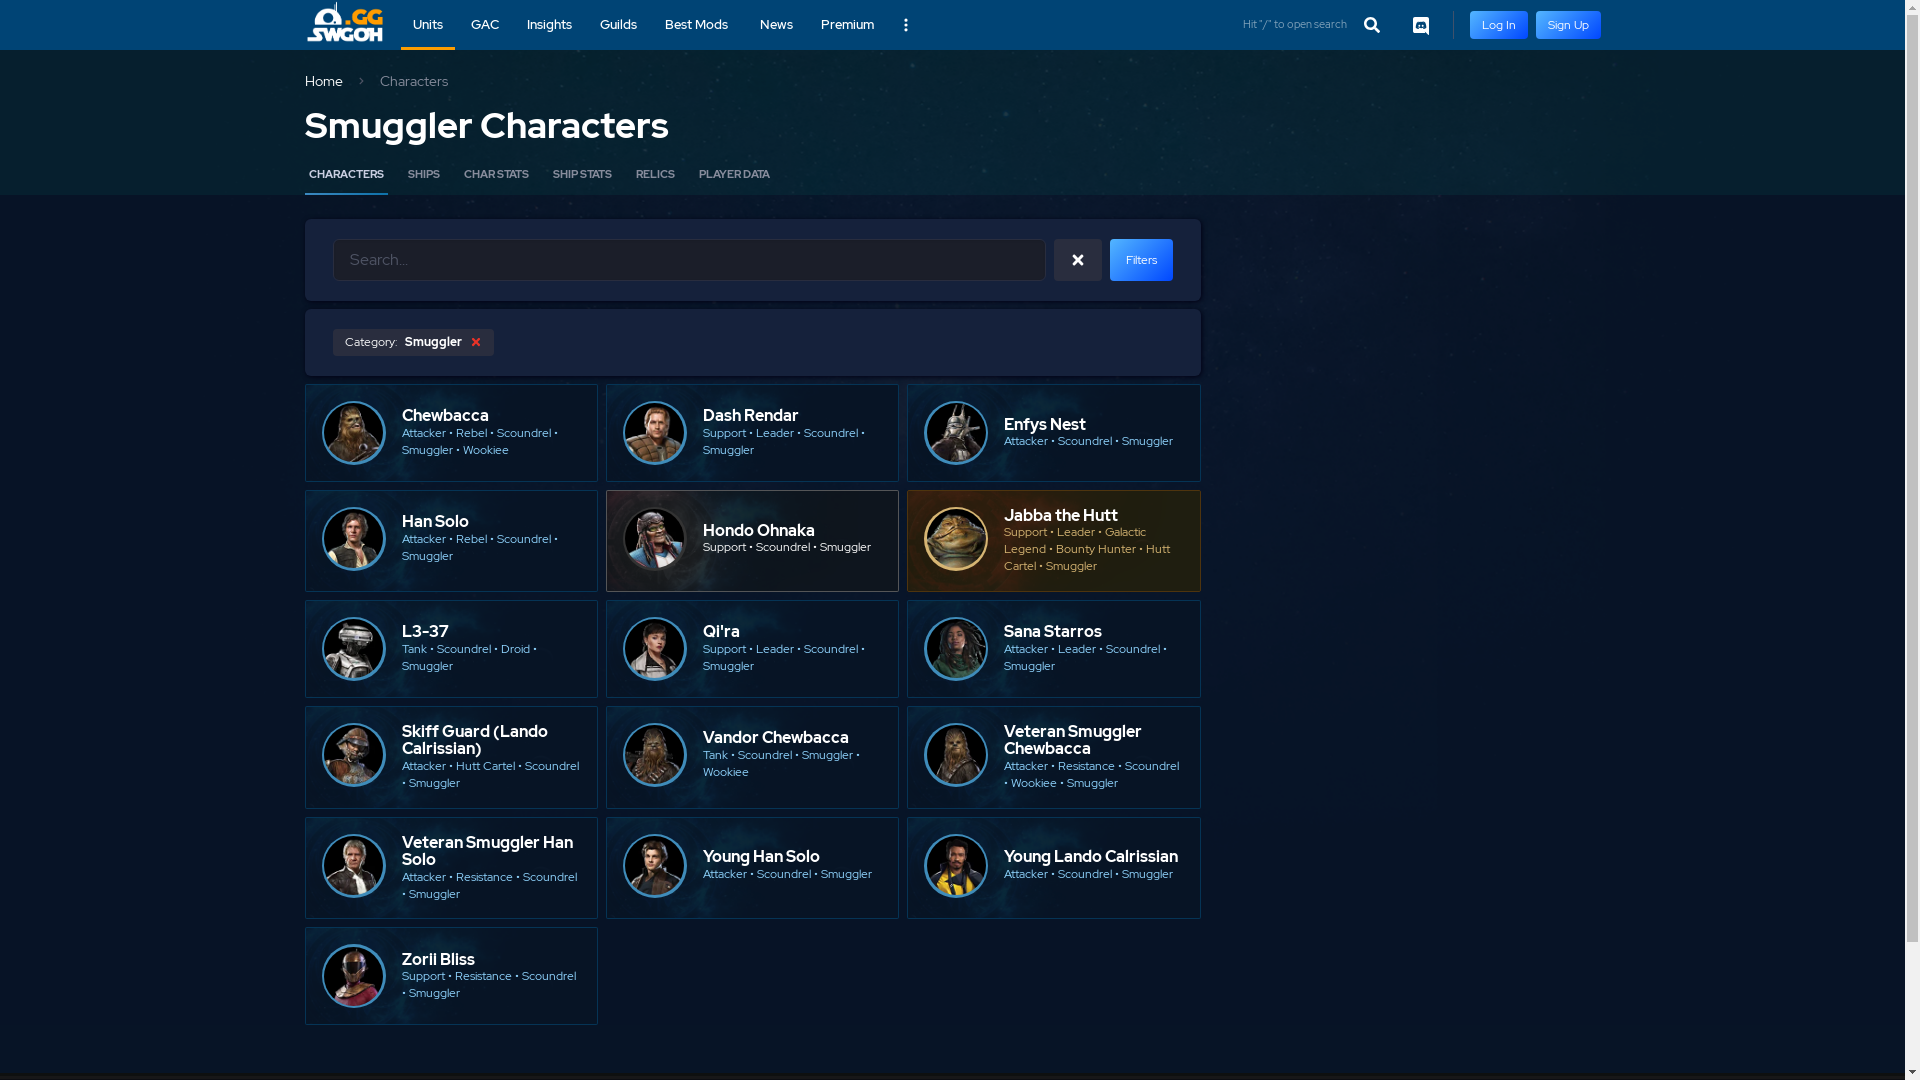 .GG
SWGOH
Units
GAC
Insights
Guilds
Best Mods
News
Premium
Hit "/" to open search
Log In
Sign Up
Home
Characters
Smuggler Characters
CHARACTERS
SHIPS
CHAR STATS
SHIP STATS
RELICS
PLAYER DATA
Search...
Filters
Category: Smuggler
Chewbacca
Attacker • Rebel • Scoundrel •
Smuggler • Wookiee
Dash Rendar
Support • Leader • Scoundrel •
Smuggler
Enfys Nest
Attacker • Scoundrel • Smuggler
Han Solo
Attacker • Rebel • Scoundrel •
Smuggler
Hondo Ohnaka
Support • Scoundrel • Smuggler
Jabba the Hutt
Support • Leader • Galactic
Legend • Bounty Hunter • Hutt
Cartel • Smuggler
L3-37
Tank • Scoundrel • Droid •
Smuggler
Qi'ra
Support • Leader • Scoundrel •
Smuggler
Sana Starros
Attacker • Leader • Scoundrel •
Smuggler
Skiff Guard (Lando
Calrissian)
Attacker • Hutt Cartel • Scoundrel
• Smuggler
Vandor Chewbacca
Tank • Scoundrel • Smuggler •
Wookiee
Veteran Smuggler
Chewbacca
Attacker • Resistance • Scoundrel
• Wookiee • Smuggler
Veteran Smuggler Han
Solo
Attacker • Resistance • Scoundrel
• Smuggler
Young Han Solo
Attacker • Scoundrel • Smuggler
Young Lando Calrissian
Attacker • Scoundrel • Smuggler
Zorii Bliss
Support • Resistance • Scoundrel
• Smuggler